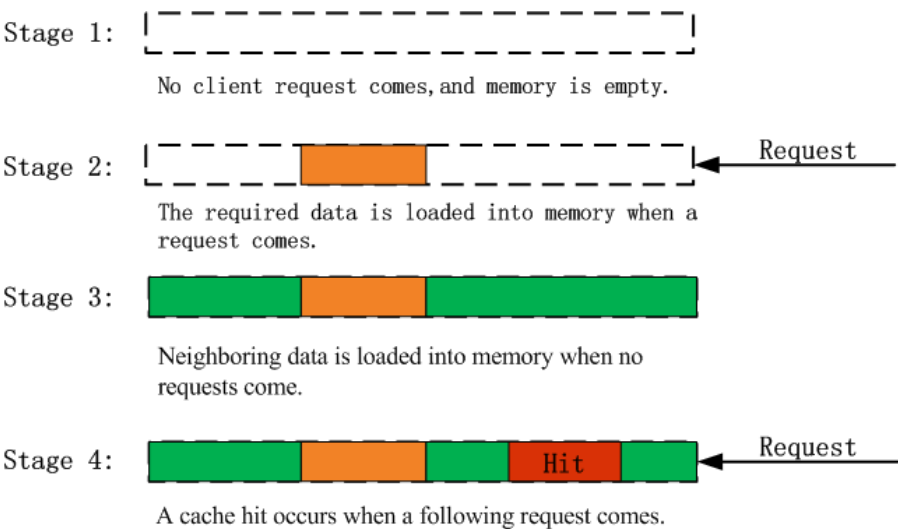 Stage 1:
No client request comes, and memory is empty.
Stage 2:
Request
The required data is loaded into memory when a
request comes.
Stage 3:
Neighboring data is loaded into memory when no
requests come.
Stage 4:
Hit
Request
A cache hit occurs when a following request comes.